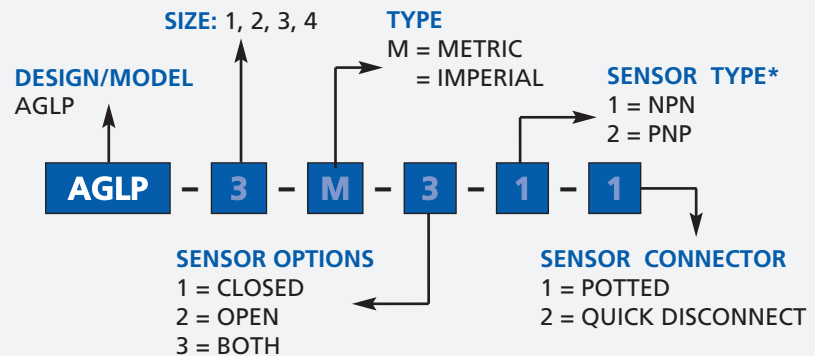 SIZE: 1, 2, 3, 4
TYPE
M = METRIC
= IMPERIAL
DESIGN/MODEL
AGLP
SENSOR TYPE*
1 = NPN
2 = PNP
AGLP - 3 - M - 3 - 1 - 1
SENSOR OPTIONS
1 = CLOSED
2 = OPEN
3 = BOTH
SENSOR CONNECTOR
1 = POTTED
2 = QUICK DISCONNECT